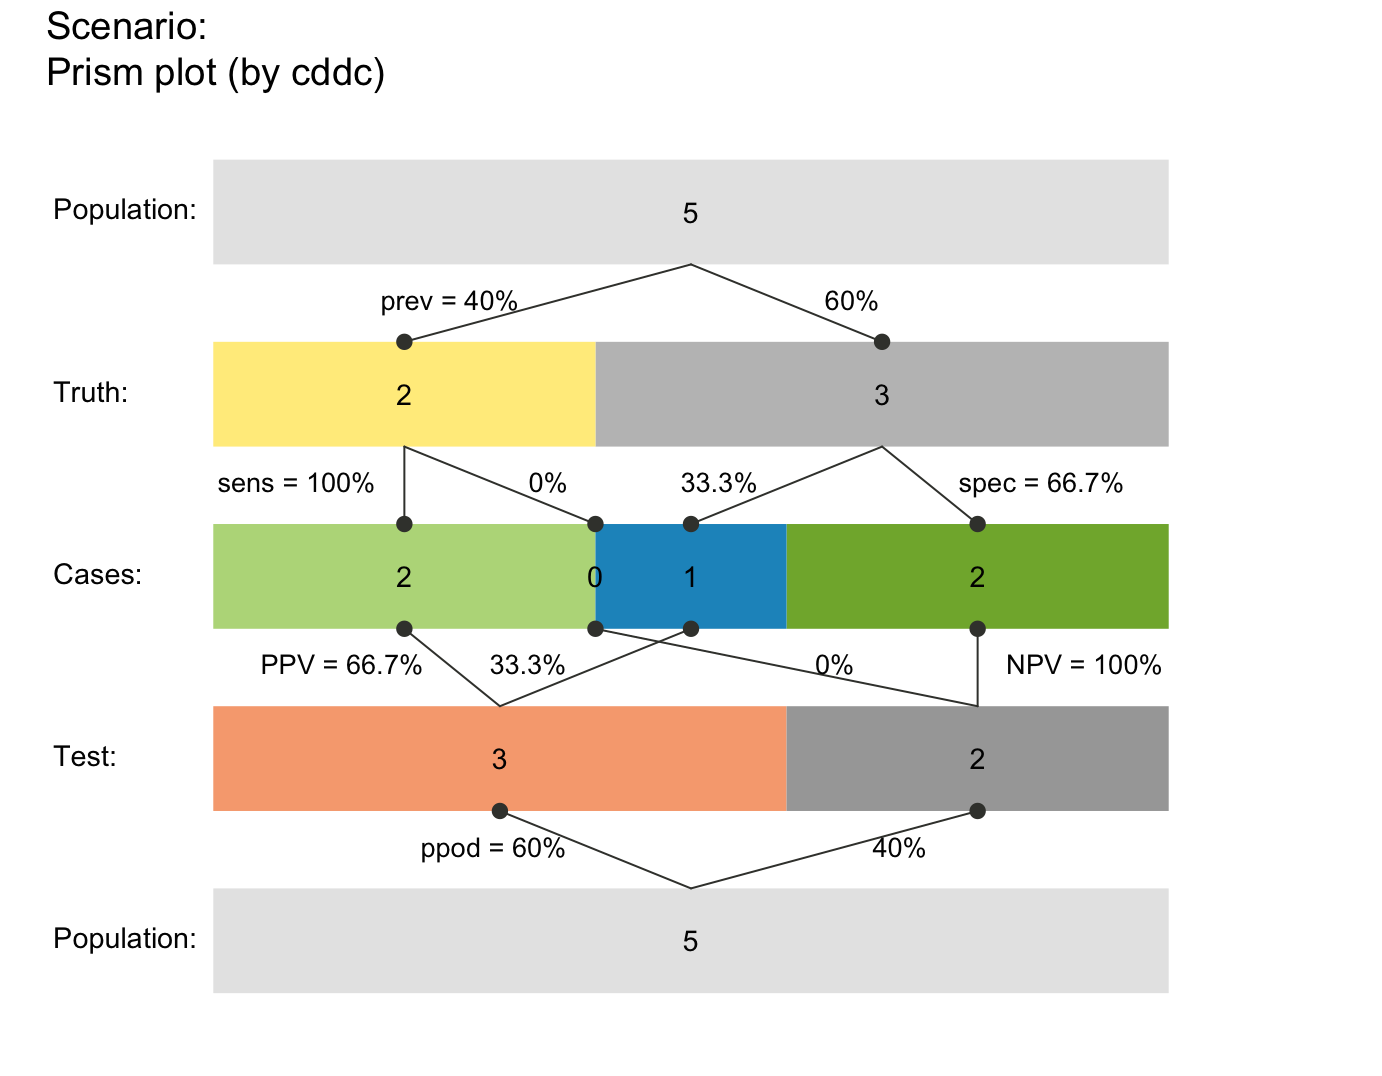 Scenario:
Prism plot (by cddc)
Population:
5
prev = 40%
60%
Truth:
2
3
sens = 100%
0%
33.3%
spec = 66.7%
Cases:
2
0
1
2
PPV = 66.7%
33.3%
0%
NPV = 100%
Test:
3
2
ppod = 60%
40%
Population:
5